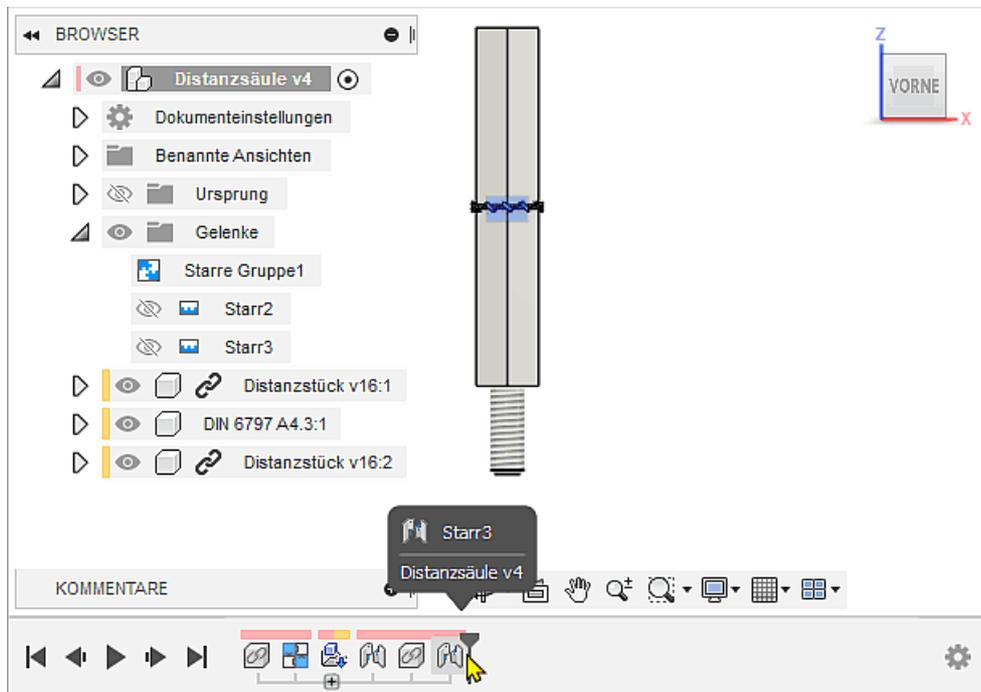 BROWSER
Distanzsäule v4
Dokumenteinstellungen
Benannte Ansichten
Ursprung
Gelenke
Starre Gruppe1
Starr2
Starr3
Distanzstück v16:1
DIN 6797 A4.3:1
Distanzstück v16:2
Z
VORNE
X
Starr3
Distanzsäule v4
KOMMENTARE